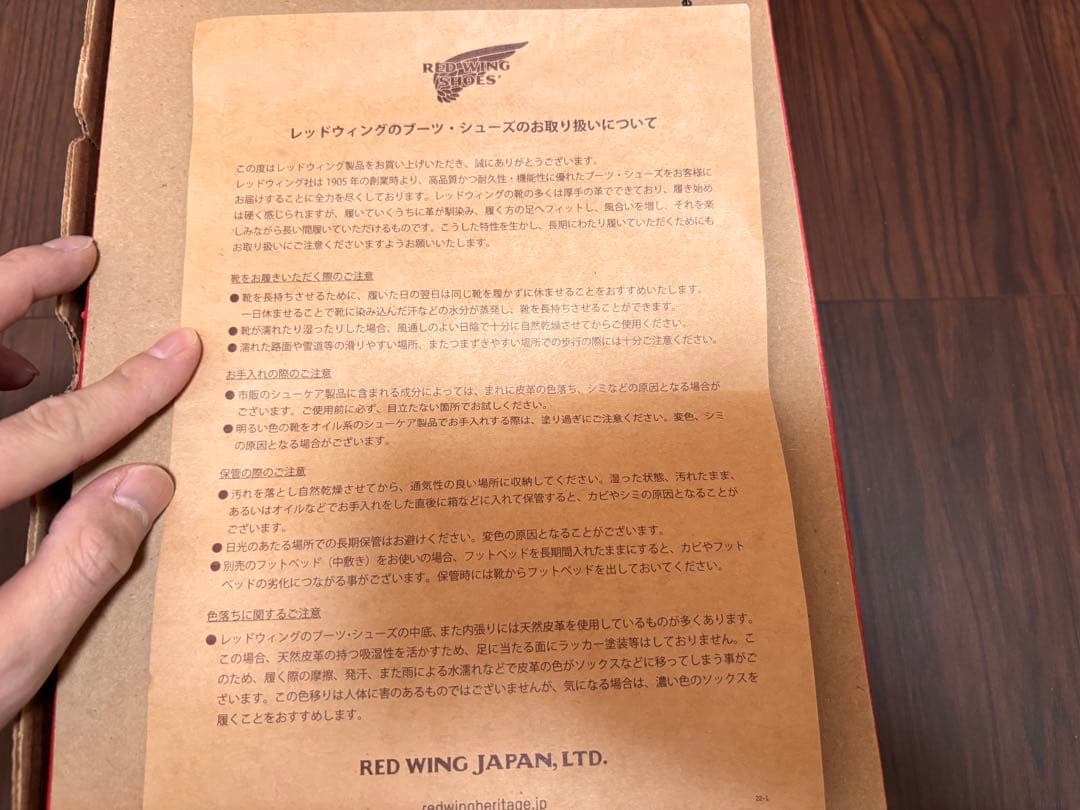 RED WING
SHOES®
レッドウィングのブーツ・シューズのお取り扱いについて
この度はレッドウィング製品をお買い上げいただき、誠にありがとうございます。
レッドウィング社は1905年の創業時より、高品質かつ耐久性・機能性に優れたブーツ・シューズをお客様に
お届けすることに全力を尽くしております。レッドウィングの靴の多くは厚手の革でできており、履き始め
は硬く感じられますが、履いていくうちに革が馴染み、履く方の足へフィットし、風合いを増し、それを楽
しみながら長い間履いていただけるものです。こうした特性を生かし、長期にわたり履いていただくためにも
お取り扱いにご注意くださいますようお願いいたします。
靴をお履きいただく際のご注意
●靴を長持ちさせるために、履いた日の翌日は同じ靴を履かずに休ませることをおすすめいたします。
一日休ませることで靴に染み込んだ汗などの水分が蒸発し、靴を長持ちさせることができます。
●靴が濡れたり湿ったりした場合、風通しのよい日陰で十分に自然乾燥させてからご使用ください。
●濡れた路面や雪道等の滑りやすい場所、またつまずきやすい場所での歩行の際には十分ご注意ください。
お手入れの際のご注意
●市販のシューケア製品に含まれる成分によっては、まれに皮革の色落ち、シミなどの原因となる場合が
ございます。ご使用前に必ず、目立たない箇所でお試しください。
●明るい色の靴をオイル系のシューケア製品でお手入れする際は、塗り過ぎにご注意ください。変色、シミ
の原因となる場合がございます。
保管の際のご注意
●汚れを落とし自然乾燥させてから、通気性の良い場所に収納してください。湿った状態、汚れたまま、
あるいはオイルなどでお手入れをした直後に箱などに入れて保管すると、カビやシミの原因となることが
ございます。
●日光のあたる場所での長期保管はお避けください。変色の原因となることがございます。
●別売のフットベッド（中敷き）をお使いの場合、フットベッドを長期間入れたままにすると、カビやフット
ベッドの劣化につながる事がございます。保管時には靴からフットベッドを出しておいてください。
色落ちに関するご注意
●レッドウィングのブーツ・シューズの中底、また内張りには天然皮革を使用しているものが多くあります。
この場合、天然皮革の持つ吸湿性を活かすため、足に当たる面にラッカー塗装等はしておりません。こ
のため、履く際の摩擦、発汗、また雨による水濡れなどで皮革の色がソックスなどに移ってしまう事がご
ざいます。この色移りは人体に害のあるものではございませんが、気になる場合は、濃い色のソックスを
履くことをおすすめします。
RED WING JAPAN, LTD.
redwingheritage.jp
22-1